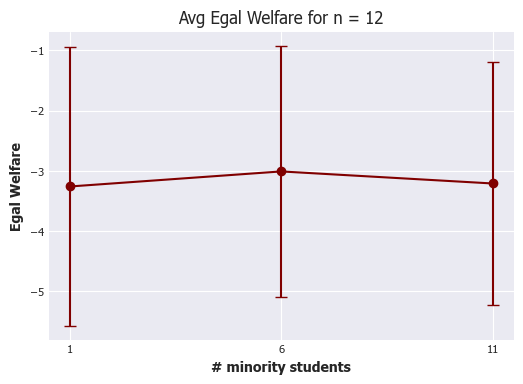 Avg Egal Welfare for n = 12
Egal Welfare
−1
−2
−3
−4
−5
1 6 11
# minority students